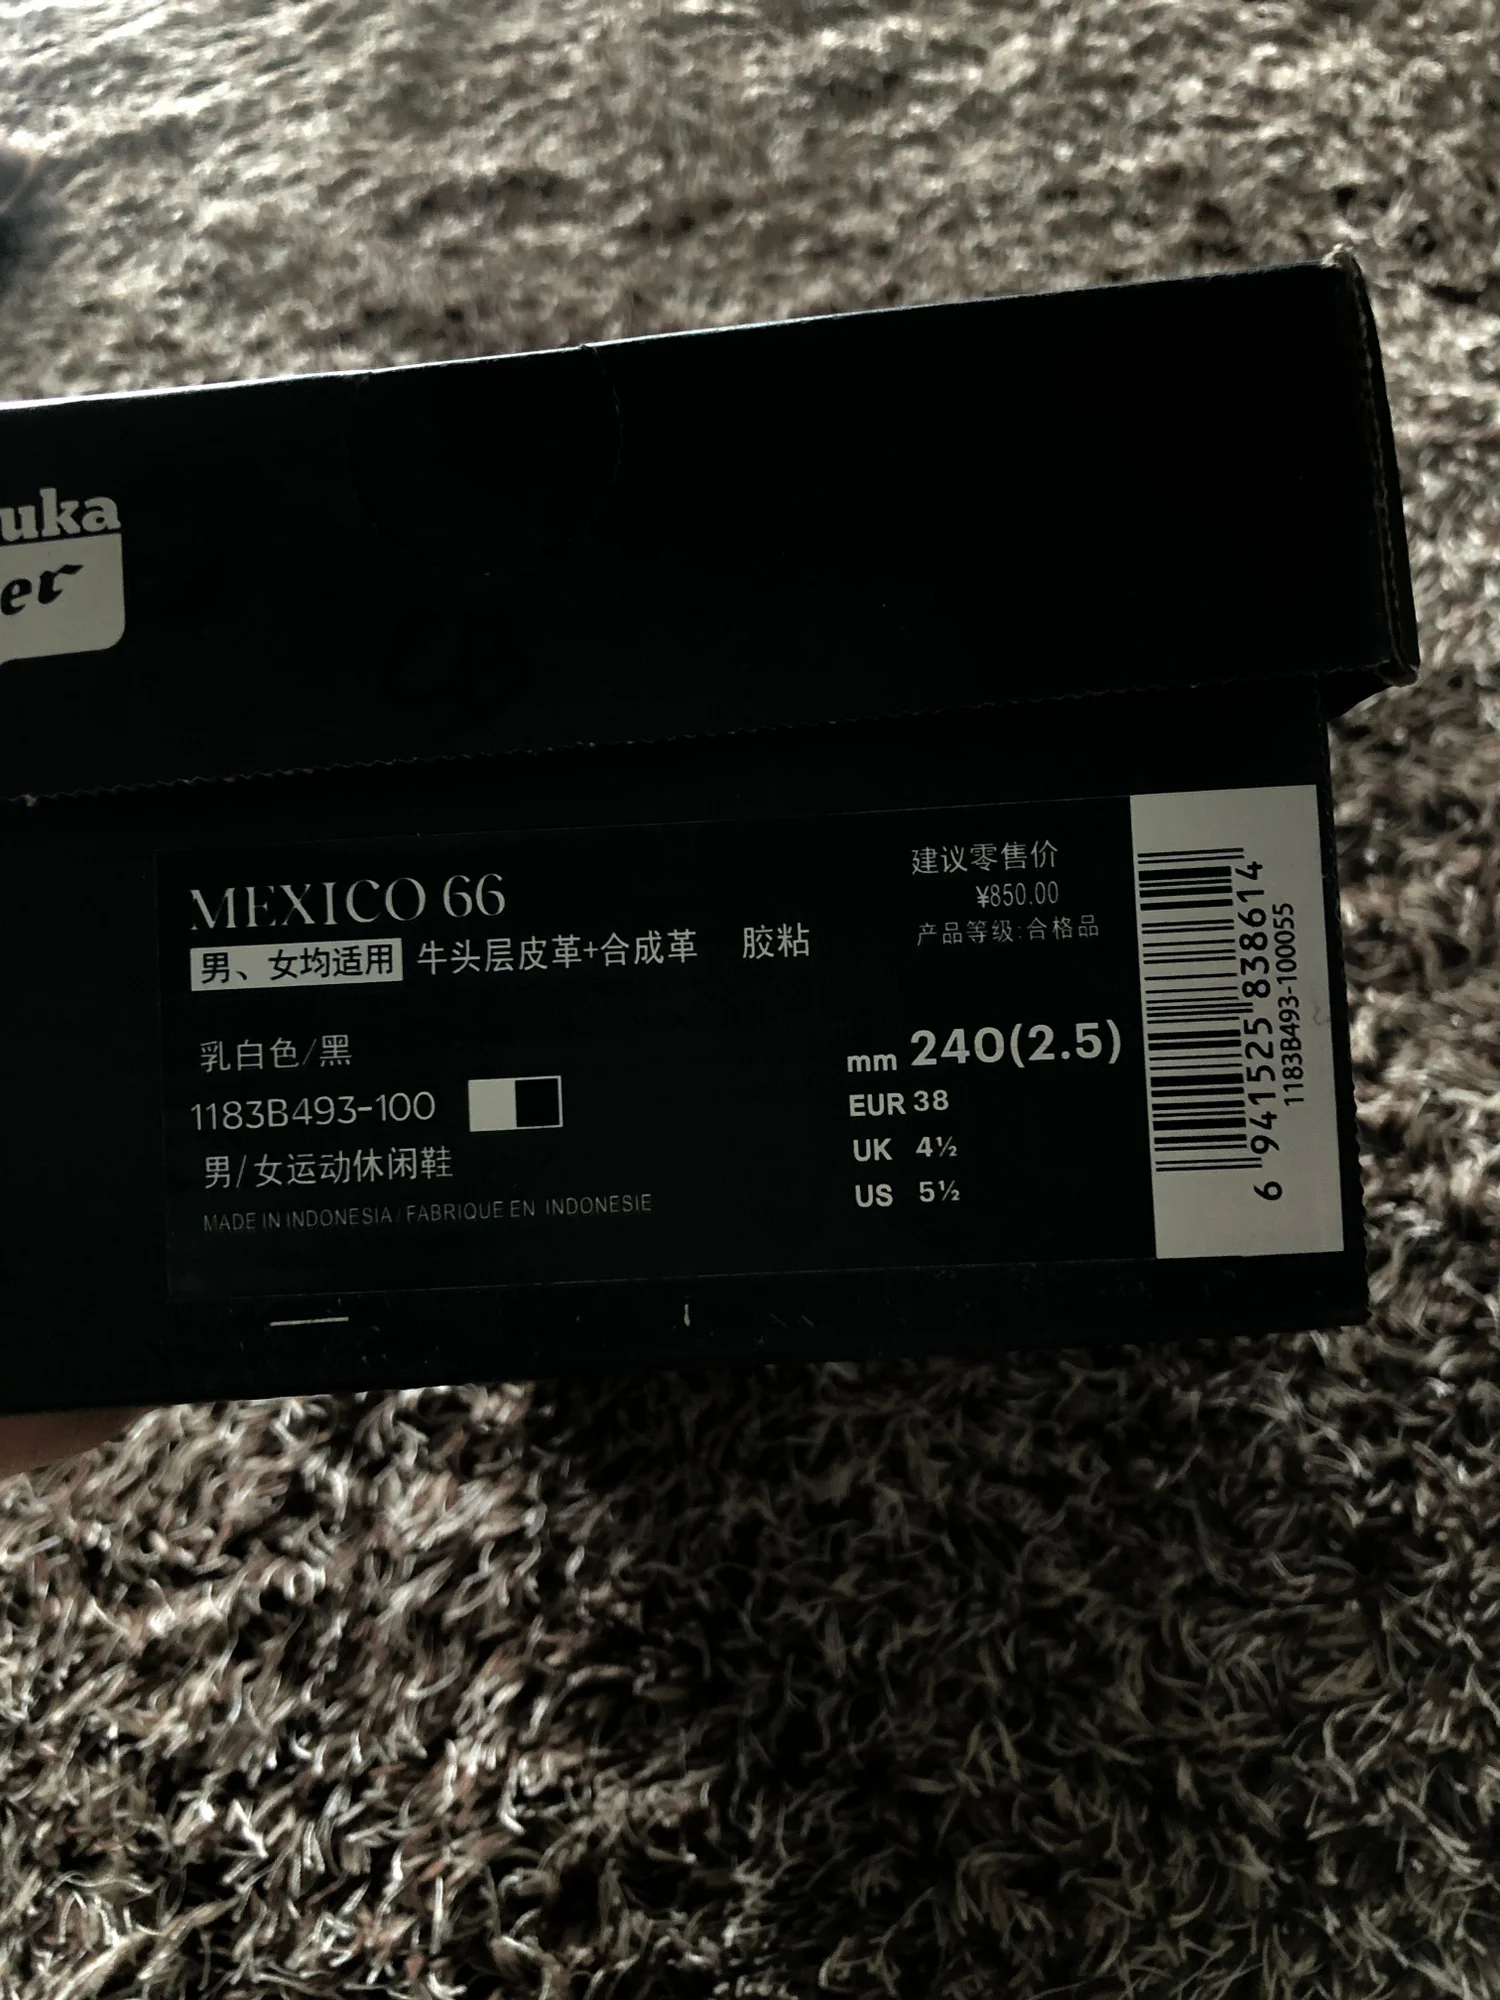 uka
er
MEXICO 66
男、女均适用 牛头层皮革+合成革 胶粘
乳白色/黑
1183B493-100
男/女运动休闲鞋
MADE IN INDONESIA/FABRIQUE EN INDONESIE
建议零售价
¥850.00
产品等级:合格品
mm 240(2.5)
EUR 38
UK 4½
US 5½
6 941525 838614
1183B493-100055